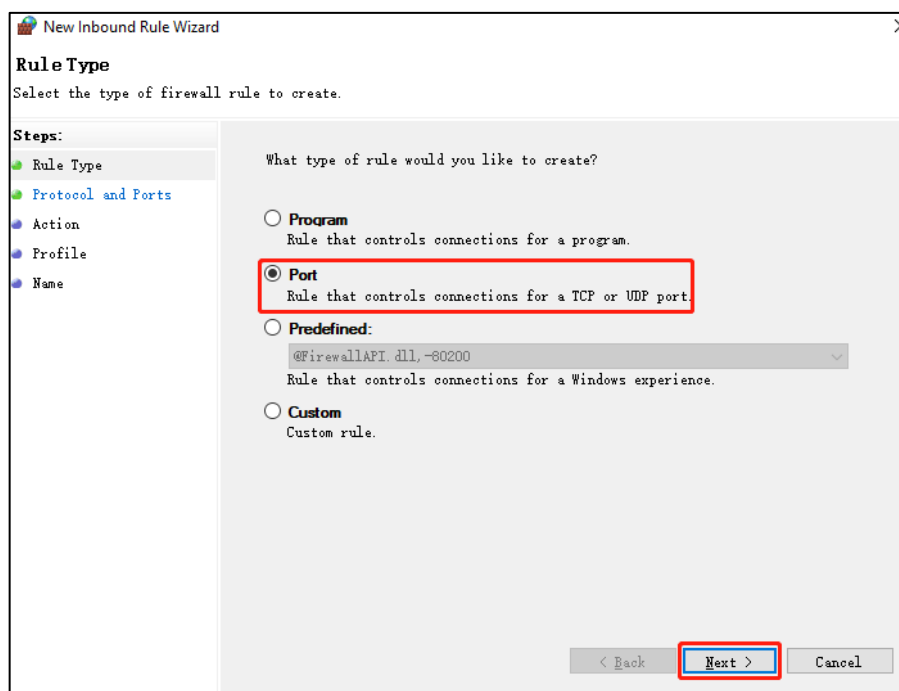 New Inbound Rule Wizard
Rule Type
Select the type of firewall rule to create.
Steps:
Rule Type
Protocol and Ports
Action
Profile
Name
What type of rule would you like to create?
Program
Rule that controls connections for a program.
Port
Rule that controls connections for a TCP or UDP port.
Predefined:
@FirewallAPI.dll,-80200
Rule that controls connections for a Windows experience.
Custom
Custom rule.
< Back Next > Cancel